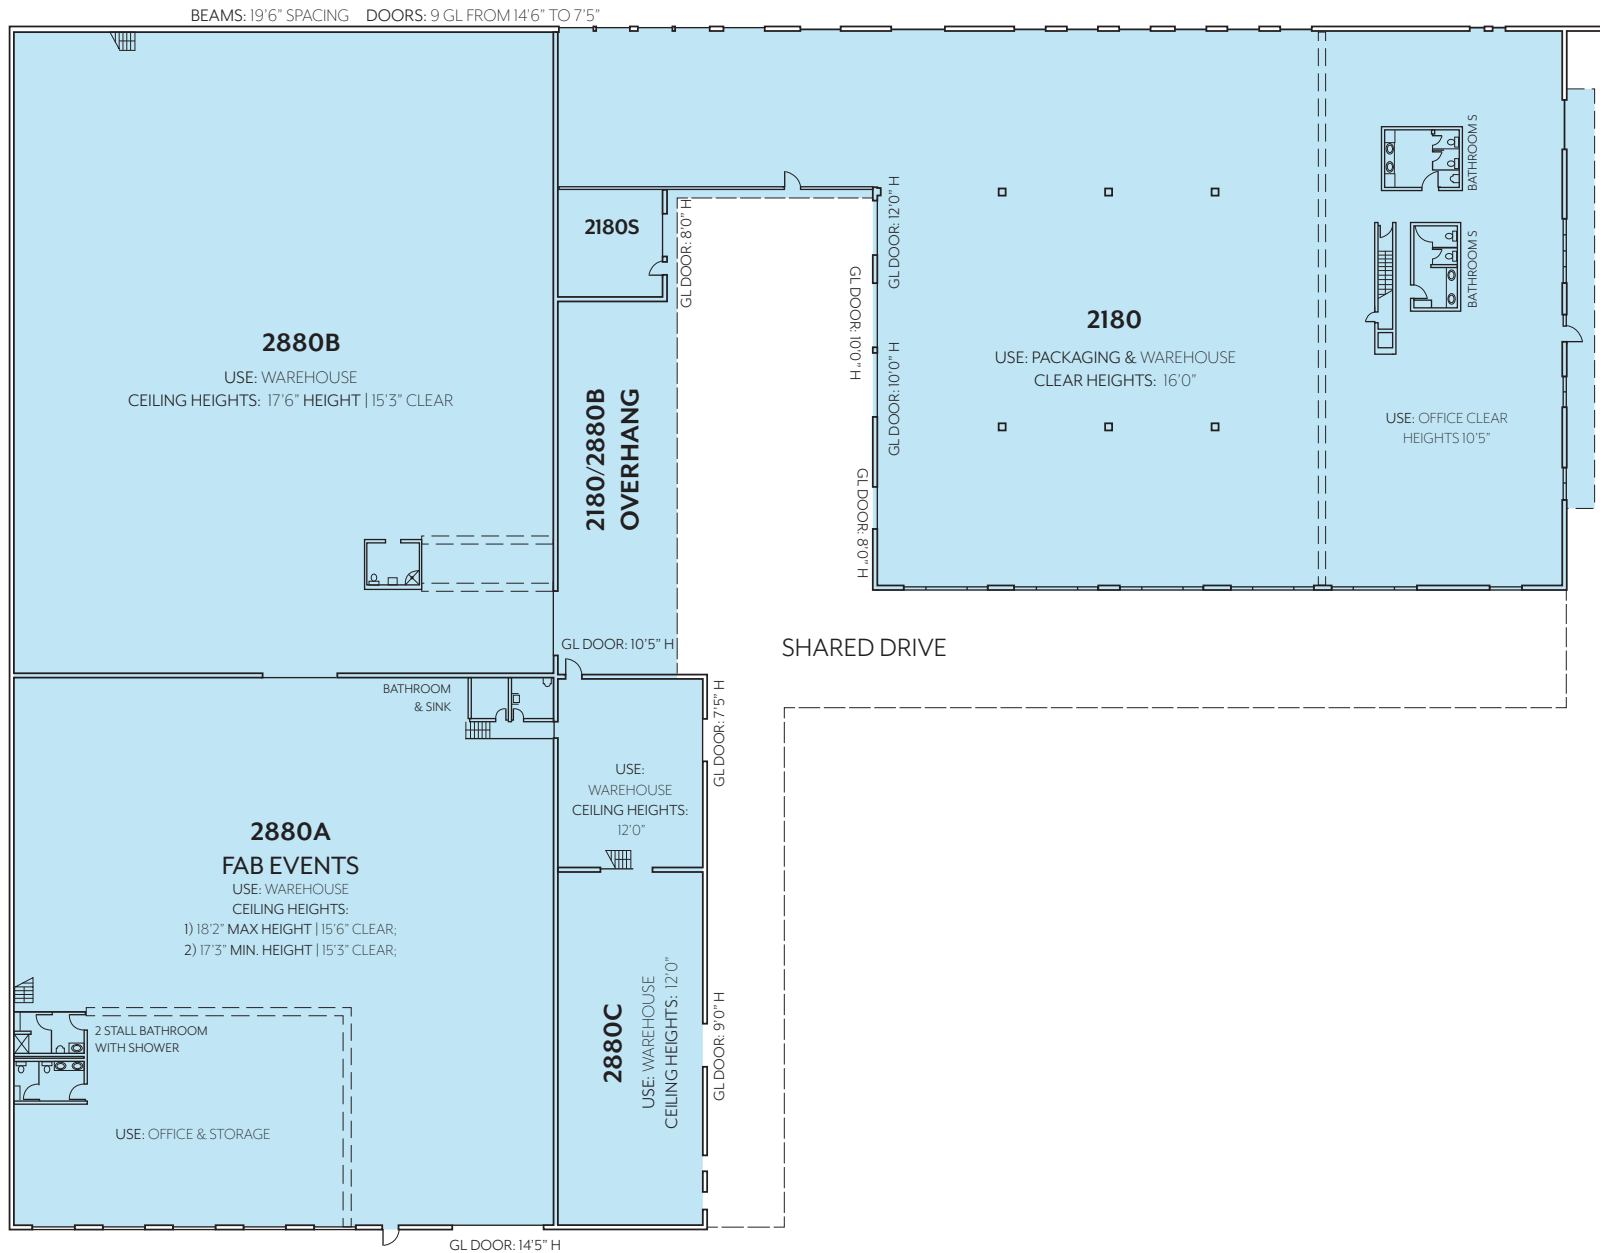 BEAMS: 19'6" SPACING DOORS: 9 GL FROM 14'6" TO 7'5"
BATHROOMS
BATHROOMS
2180S
GL DOOR: 8'0" H
GL DOOR: 12'0" H
GL DOOR: 10'0" H
GL DOOR: 10'0" H
GL DOOR: 8'0" H
2180
USE: PACKAGING & WAREHOUSE
CLEAR HEIGHTS: 16'0"
USE: OFFICE CLEAR
HEIGHTS 10'5"
2880B
USE: WAREHOUSE
CEILING HEIGHTS: 17'6" HEIGHT | 15'3" CLEAR
2180/2880B
OVERHANG
GL DOOR: 10'5" H
SHARED DRIVE
BATHROOM
& SINK
GL DOOR: 7'5" H
USE:
WAREHOUSE
CEILING HEIGHTS:
12'0"
2880A
FAB EVENTS
USE: WAREHOUSE
CEILING HEIGHTS:
1) 18'2" MAX HEIGHT | 15'6" CLEAR;
2) 17'3" MIN. HEIGHT | 15'3" CLEAR;
2880C
USE: WAREHOUSE
CEILING HEIGHTS: 12'0"
GL DOOR: 9'0" H
2 STALL BATHROOM
WITH SHOWER
USE: OFFICE & STORAGE
GL DOOR: 14'5" H